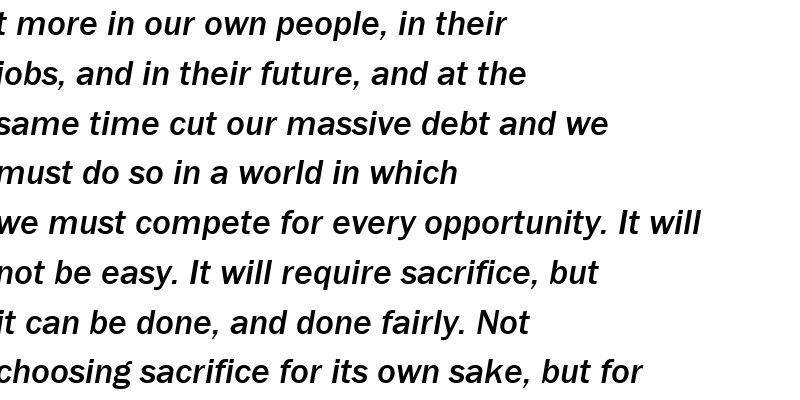 t more in our own people, in their
jobs, and in their future, and at the
same time cut our massive debt and we
must do so in a world in which
we must compete for every opportunity. It will
not be easy. It will require sacrifice, but
it can be done, and done fairly. Not
choosing sacrifice for its own sake, but for